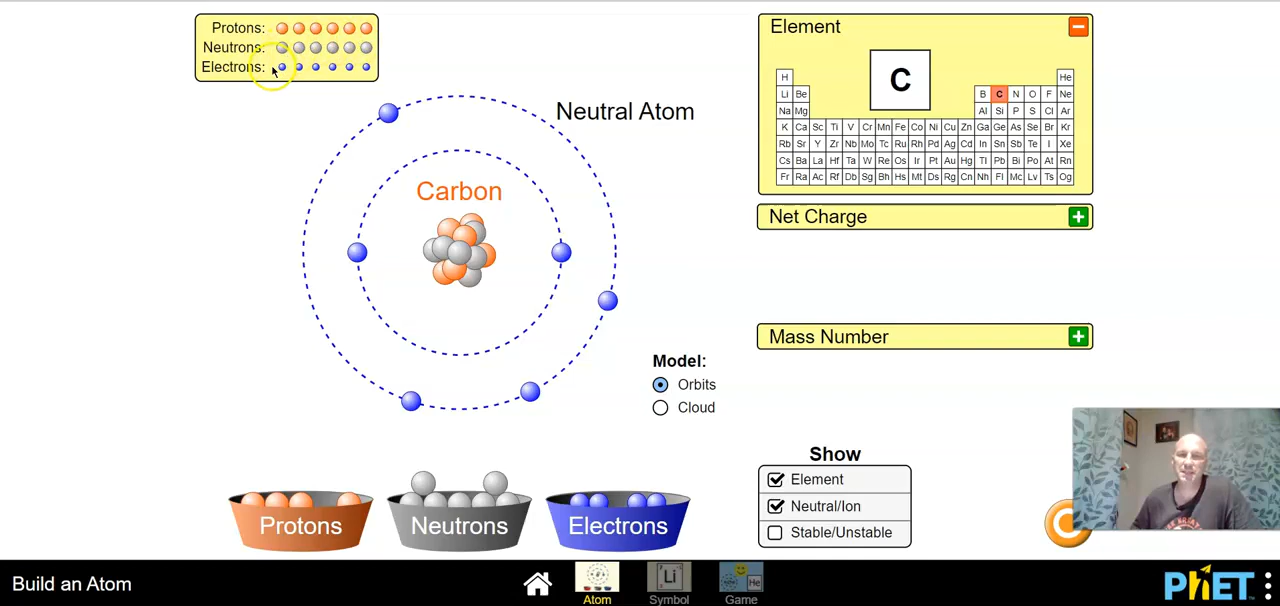 Protons:
Neutrons:
Electrons:
Neutral Atom
Carbon
Element
C
H He
Li Be B C N O F Ne
Na Mg Al Si P S Cl Ar
K Ca Sc Ti V Cr Mn Fe Co Ni Cu Zn Ga Ge As Se Br Kr
Rb Sr Y Zr Nb Mo Tc Ru Rh Pd Ag Cd In Sn Sb Te I Xe
Cs Ba La Hf Ta W Re Os Ir Pt Au Hg Tl Pb Bi Po At Rn
Fr Ra Ac Rf Db Sg Bh Hs Mt Ds Rg Cn Nh Fl Mc Lv Ts Og
Net Charge
Mass Number
Model:
Orbits
Cloud
Show
Element
Neutral/Ion
Stable/Unstable
Protons
Neutrons
Electrons
Build an Atom
Atom
Li
Symbol
He
Game
PhET